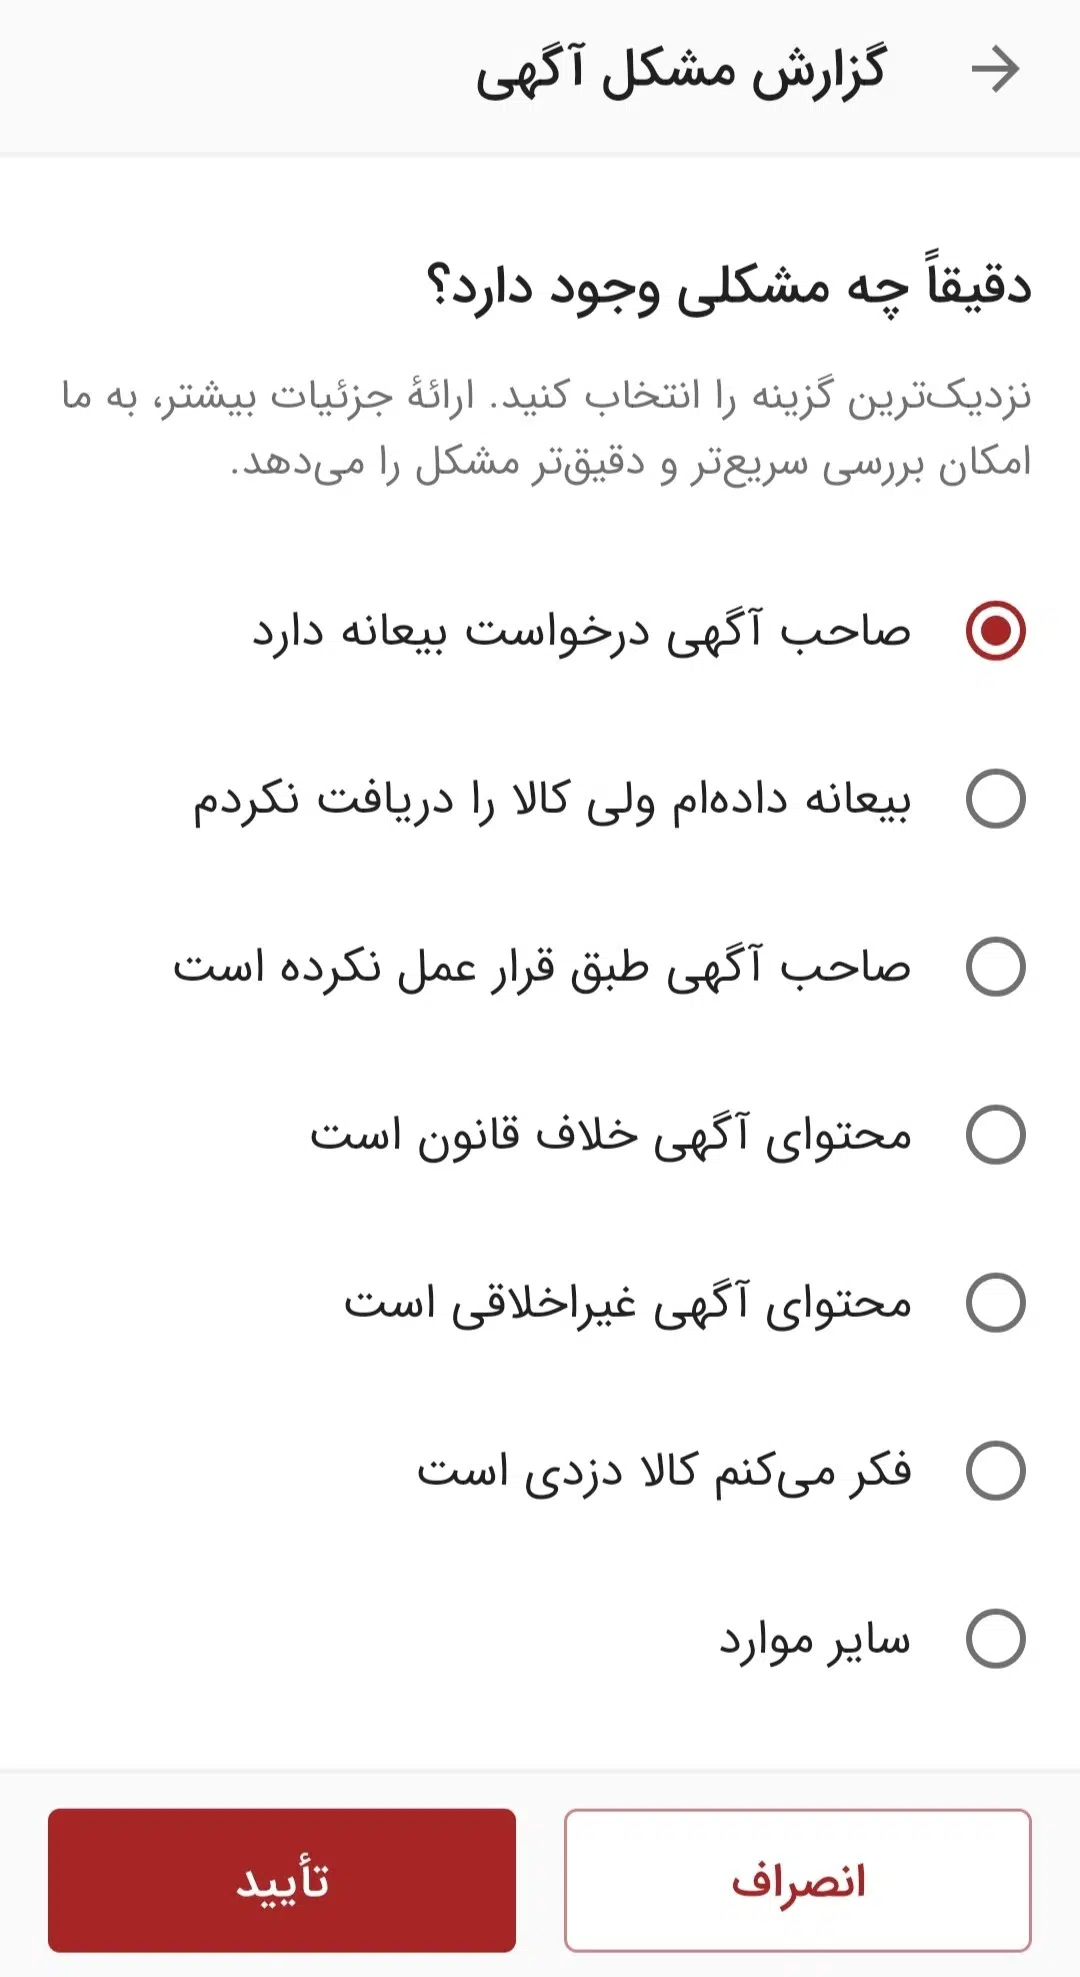 گزارش مشکل آگهی
دقیقاً چه مشکلی وجود دارد؟
نزدیک‌ترین گزینه را انتخاب کنید. ارائهٔ جزئیات بیشتر، به ما
امکان بررسی سریع‌تر و دقیق‌تر مشکل را می‌دهد.
صاحب آگهی درخواست بیعانه دارد
بیعانه داده‌ام ولی کالا را دریافت نکردم
صاحب آگهی طبق قرار عمل نکرده است
محتوای آگهی خلاف قانون است
محتوای آگهی غیراخلاقی است
فکر می‌کنم کالا دزدی است
سایر موارد
انصراف
تأیید